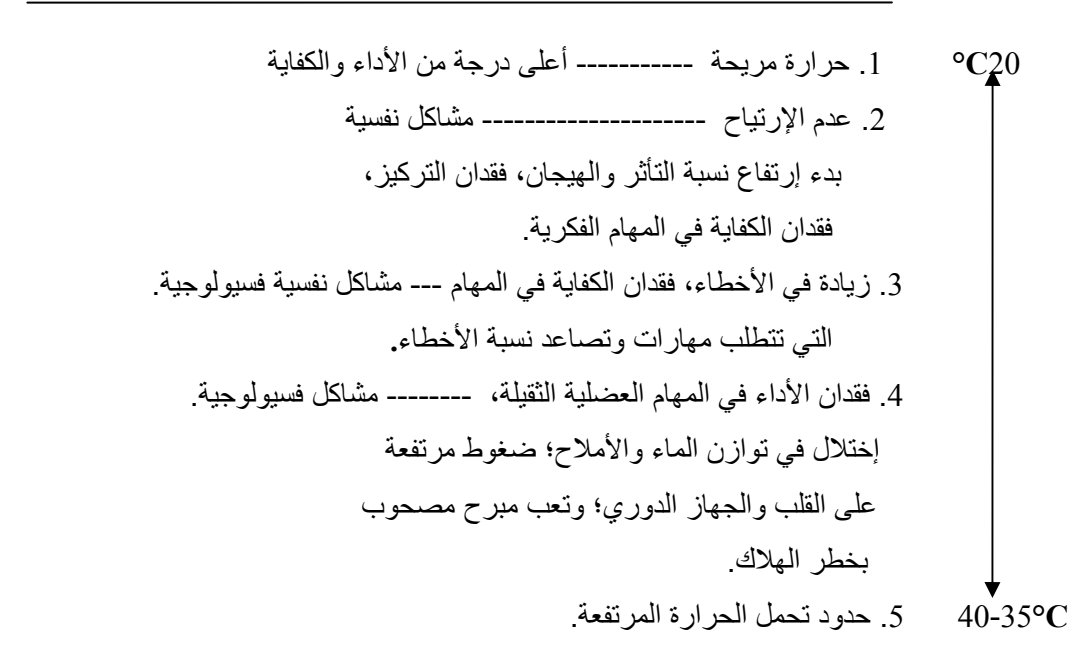 °C20 1. حرارة مريحة ----------- أعلى درجة من الأداء والكفاية
2. عدم الإرتياح --------------------- مشاكل نفسية
بدء إرتفاع نسبة التأثر والهيجان، فقدان التركيز،
فقدان الكفاية في المهام الفكرية.
3. زيادة في الأخطاء، فقدان الكفاية في المهام --- مشاكل نفسية فسيولوجية.
التي تتطلب مهارات وتصاعد نسبة الأخطاء.
4. فقدان الأداء في المهام العضلية الثقيلة، -------- مشاكل فسيولوجية.
إختلال في توازن الماء والأملاح؛ ضغوط مرتفعة
على القلب والجهاز الدوري؛ وتعب مبرح مصحوب
بخطر الهلاك.
40-35°C 5. حدود تحمل الحرارة المرتفعة.